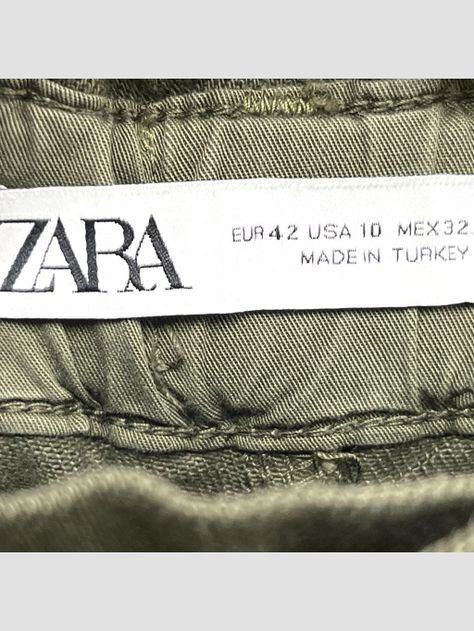 ZARA
EUR 42 USA 10 MEX 32.
MADE IN TURKEY